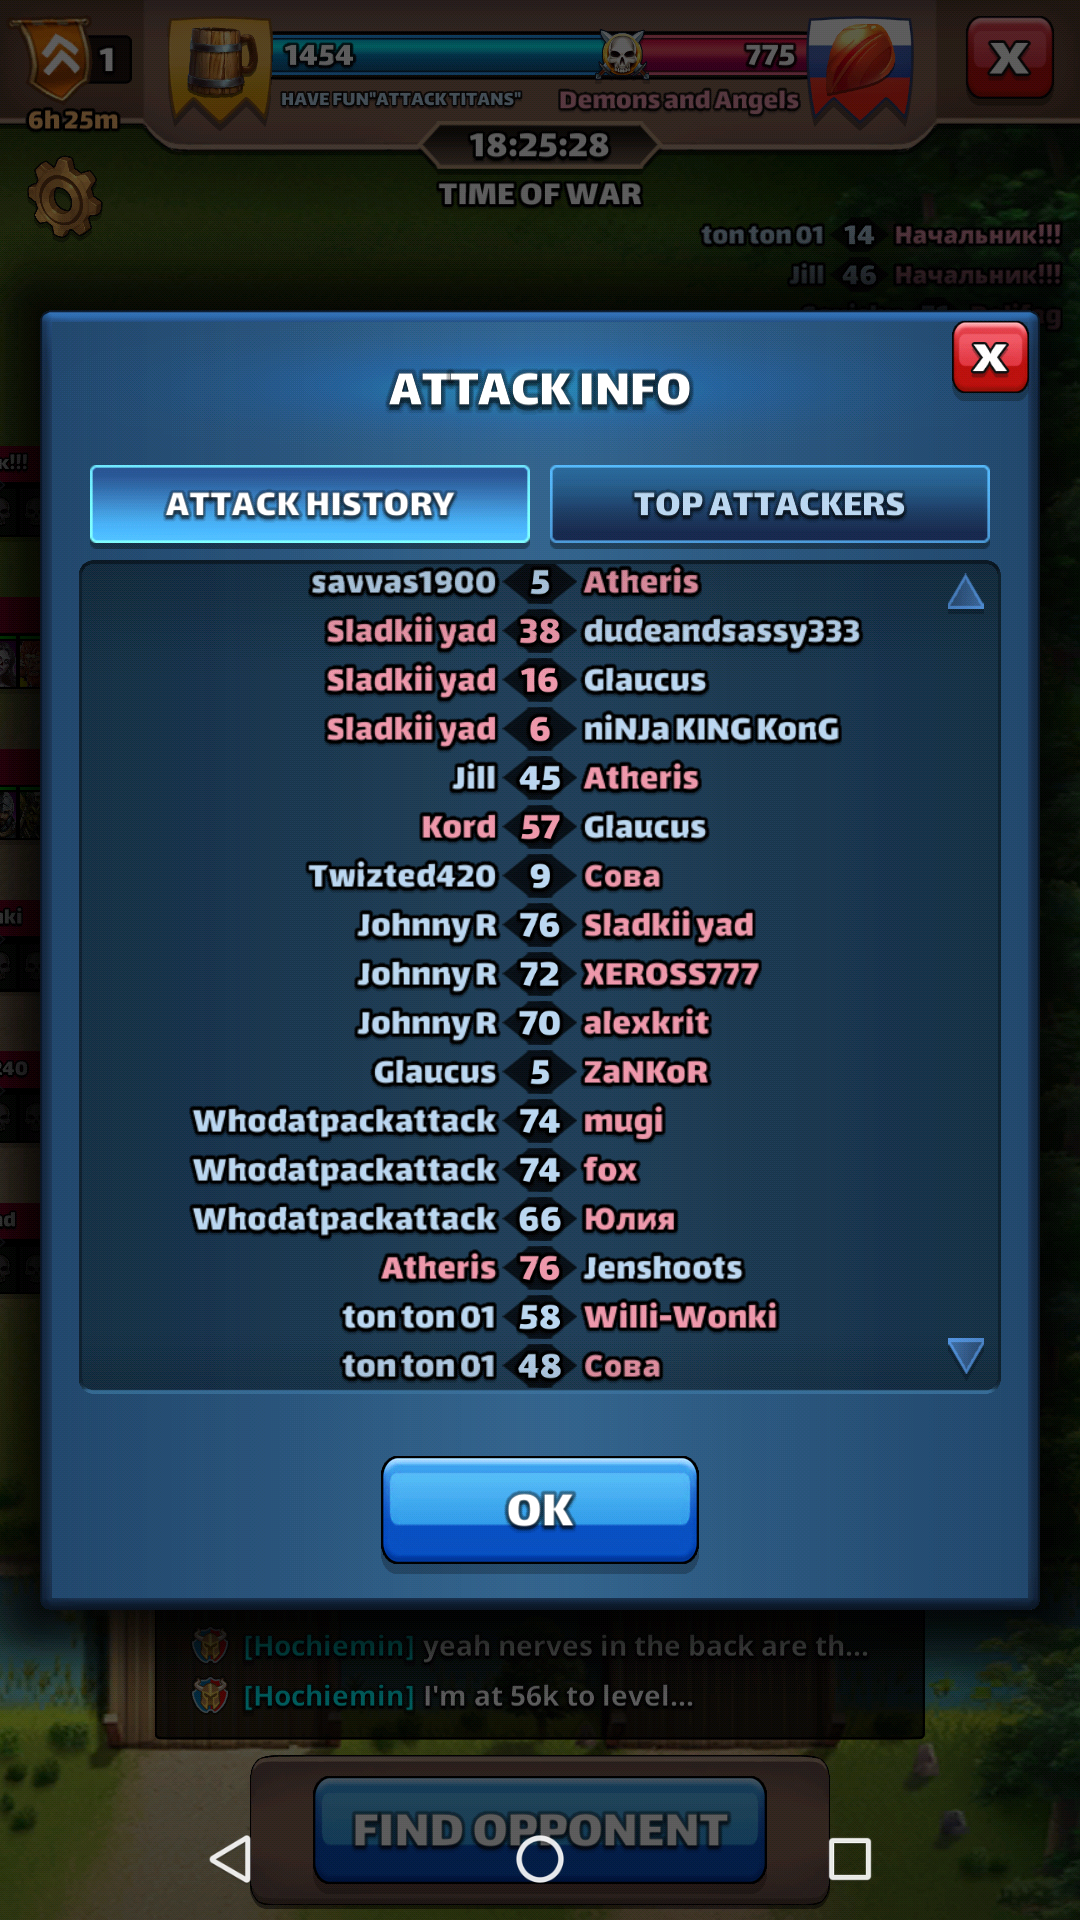 1
1454
775
HAVE FUN"ATTACK TITANS"
Demons and Angels
6h 25m
18:25:28
TIME OF WAR
ton ton 01 14 Начальник!!!
Jill 46 Начальник!!!
ATTACK INFO
ATTACK HISTORY
TOP ATTACKERS
savvas1900 5 Atheris
Sladkii yad 38 dudeandsassy333
Sladkii yad 16 Glaucus
Sladkii yad 6 niNJa KING KonG
Jill 45 Atheris
Kord 57 Glaucus
Twizted420 9 Сова
Johnny R 76 Sladkii yad
Johnny R 72 XEROSS777
Johnny R 70 alexkrit
Glaucus 5 ZaNKoR
Whodatpackattack 74 mugi
Whodatpackattack 74 fox
Whodatpackattack 66 Юлия
Atheris 76 Jenshoots
ton ton 01 58 Willi-Wonki
ton ton 01 48 Сова
OK
[Hochiemin] yeah nerves in the back are th...
[Hochiemin] I'm at 56k to level...
FIND OPPONENT